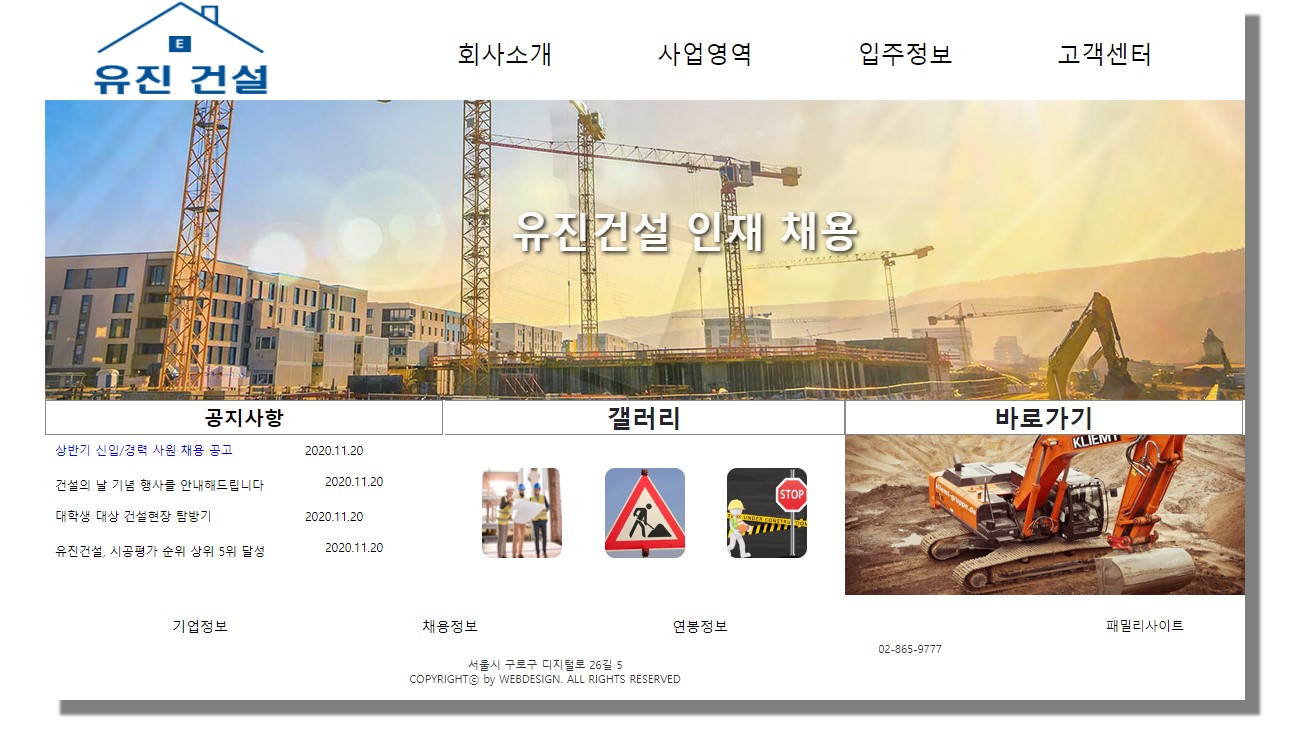 E
유진 건설
회사소개 사업영역 입주정보 고객센터
유진건설 인재 채용
공지사항
상반기 신입/경력 사원 채용 공고 2020.11.20
건설의 날 기념 행사를 안내해드립니다 2020.11.20
대학생 대상 건설현장 탐방기 2020.11.20
유진건설, 시공평가 순위 상위 5위 달성 2020.11.20
갤러리
UNDER CONSTRUCTION
STOP
바로가기
KLIEMT
kliemt-gruppe.de
기업정보 채용정보 연봉정보 패밀리사이트
02-865-9777
서울시 구로구 디지털로 26길 5
COPYRIGHTⓒ by WEBDESIGN. ALL RIGHTS RESERVED